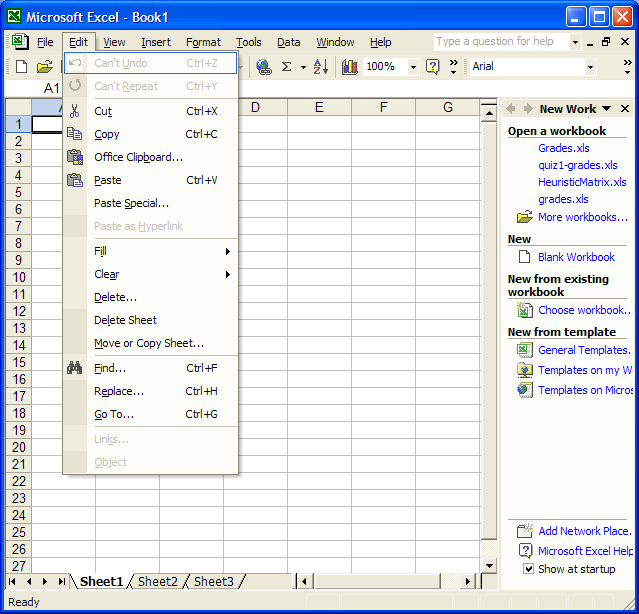 Microsoft Excel - Book1
File Edit View Insert Format Tools Data Window Help Type a question for help
Σ A Z 100% ? Arial
A1
D E F G
1
2
3
4
5
6
7
8
9
10
11
12
13
14
15
16
17
18
19
20
21
22
23
24
25
26
27
Can't Undo Ctrl+Z
Can't Repeat Ctrl+Y
Cut Ctrl+X
Copy Ctrl+C
Office Clipboard...
Paste Ctrl+V
Paste Special...
Paste as Hyperlink
Fill
Clear
Delete...
Delete Sheet
Move or Copy Sheet...
Find... Ctrl+F
Replace... Ctrl+H
Go To... Ctrl+G
Links...
Object
New Work
Open a workbook
Grades.xls
quiz1-grades.xls
HeuristicMatrix.xls
grades.xls
More workbooks...
New
Blank Workbook
New from existing
workbook
Choose workbook...
New from template
General Templates.
Templates on my W
Templates on Micros
Add Network Place.
Microsoft Excel Help
Show at startup
Sheet1 Sheet2 Sheet3
Ready